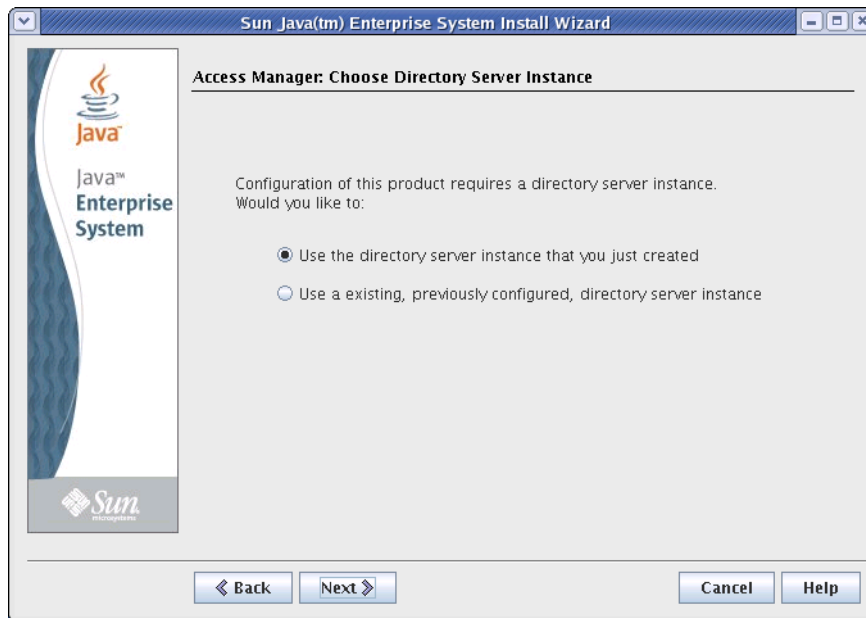 Sun Java(tm) Enterprise System Install Wizard
Java™
Java™
Enterprise
System
Sun
microsystems
Access Manager: Choose Directory Server Instance
Configuration of this product requires a directory server instance.
Would you like to:
Use the directory server instance that you just created
Use a existing, previously configured, directory server instance
Back
Next
Cancel
Help